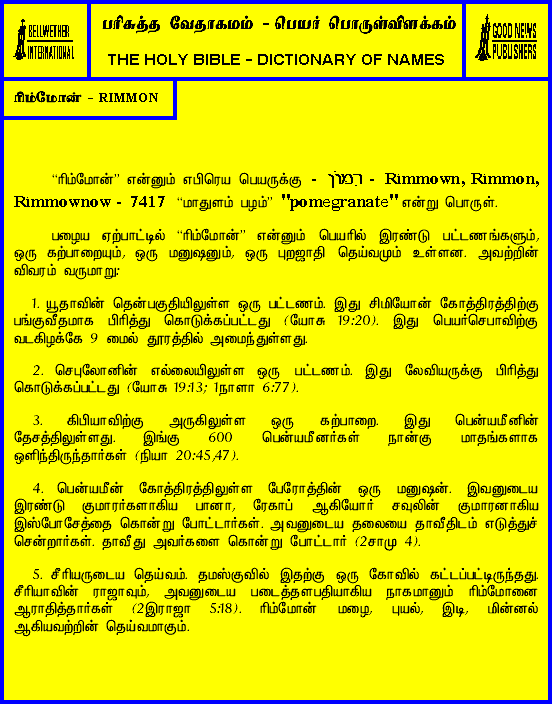 BELLWETHER
INTERNATIONAL
பரிசுத்த வேதாகமம் - பெயர் பொருள்விளக்கம்
THE HOLY BIBLE - DICTIONARY OF NAMES
GOOD NEWS
PUBLISHERS
ரிம்மோன் - RIMMON
“ரிம்மோன்” என்னும் எபிரெய பெயருக்கு - רִמּוֹן - Rimmown, Rimmon,
Rimmownow - 7417 “மாதுளம் பழம்” "pomegranate" என்று பொருள்.
பழைய ஏற்பாட்டில் “ரிம்மோன்” என்னும் பெயரில் இரண்டு பட்டணங்களும்,
ஒரு கற்பாறையும், ஒரு மனுஷனும், ஒரு புறஜாதி தெய்வமும் உள்ளன. அவற்றின்
விவரம் வருமாறு:
1. யூதாவின் தென்பகுதியிலுள்ள ஒரு பட்டணம். இது சிமியோன் கோத்திரத்திற்கு
பங்குவீதமாக பிரித்து கொடுக்கப்பட்டது (யோசு 19:20). இது பெயர்செபாவிற்கு
வடகிழக்கே 9 மைல் தூரத்தில் அமைந்துள்ளது.
2. செபுலோனின் எல்லையிலுள்ள ஒரு பட்டணம். இது லேவியருக்கு பிரித்து
கொடுக்கப்பட்டது (யோசு 19:13; 1நாளா 6:77).
3. கிபியாவிற்கு அருகிலுள்ள ஒரு கற்பாறை. இது பென்யமீனின்
தேசத்திலுள்ளது. இங்கு 600 பென்யமீனர்கள் நான்கு மாதங்களாக
ஒளிந்திருந்தார்கள் (நியா 20:45,47).
4. பென்யமீன் கோத்திரத்திலுள்ள பேரோத்தின் ஒரு மனுஷன். இவனுடைய
இரண்டு குமாரர்களாகிய பானா, ரேகாப் ஆகியோர் சவுலின் குமாரனாகிய
இஸ்போசேத்தை கொன்று போட்டார்கள். அவனுடைய தலையை தாவீதிடம் எடுத்துச்
சென்றார்கள். தாவீது அவர்களை கொன்று போட்டார் (2சாமு 4).
5. சீரியருடைய தெய்வம். தமஸ்குவில் இதற்கு ஒரு கோவில் கட்டப்பட்டிருந்தது.
சீரியாவின் ராஜாவும், அவனுடைய படைத்தளபதியாகிய நாகமானும் ரிம்மோனை
ஆராதித்தார்கள் (2இராஜா 5:18). ரிம்மோன் மழை, புயல், இடி, மின்னல்
ஆகியவற்றின் தெய்வமாகும்.